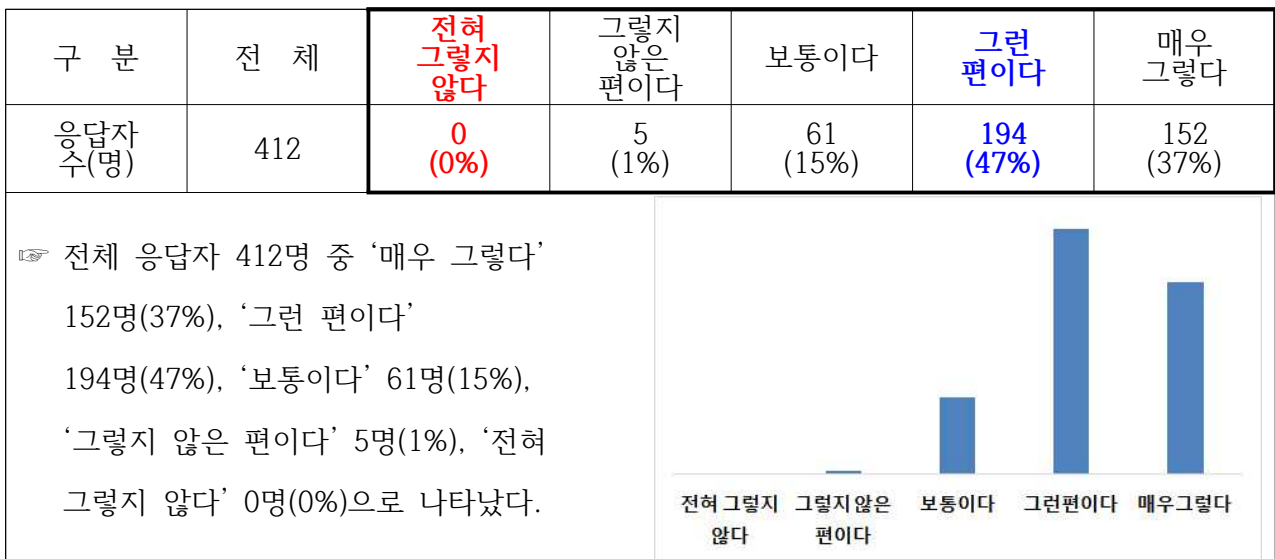 구 분
전 체
전혀
그렇지
않다
그렇지
않은
편이다
보통이다
그런
편이다
매우
그렇다
응답자
수(명)
412
0
(0%)
5
(1%)
61
(15%)
194
(47%)
152
(37%)
☞ 전체 응답자 412명 중 ‘매우 그렇다’
152명(37%), ‘그런 편이다’
194명(47%), ‘보통이다’ 61명(15%),
‘그렇지 않은 편이다’ 5명(1%), ‘전혀
그렇지 않다’ 0명(0%)으로 나타났다.
전혀 그렇지
않다
그렇지않은
편이다
보통이다
그런편이다
매우그렇다